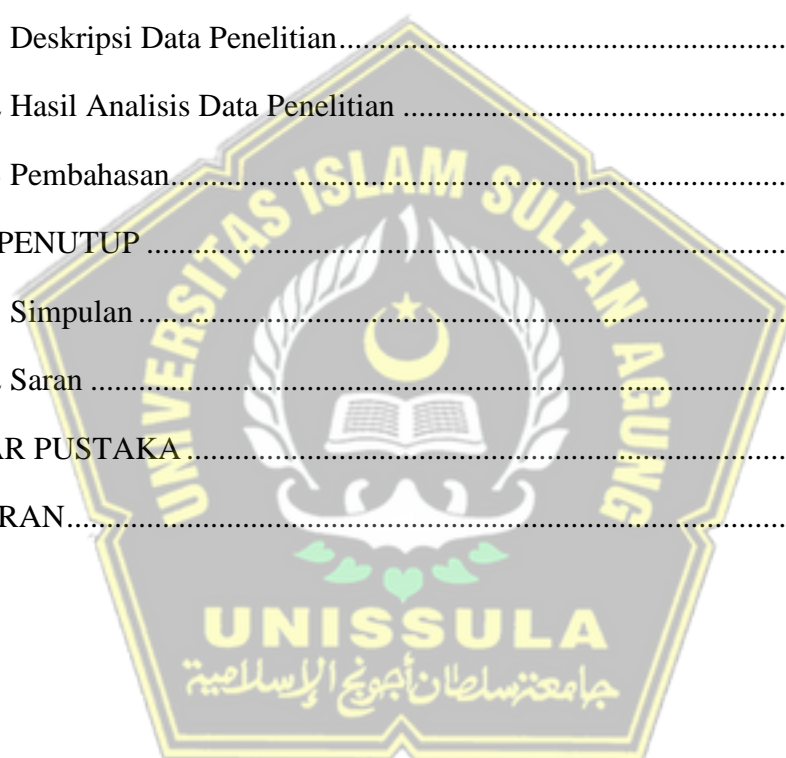 Deskripsi Data Penelitian
Hasil Analisis Data Penelitian
Pembahasan
PENUTUP
Simpulan
Saran
AR PUSTAKA
RAN
UNIVERSITAS ISLAM SULTAN AGUNG
UNISSULA
جامعة سلطان أجونج الإسلامية